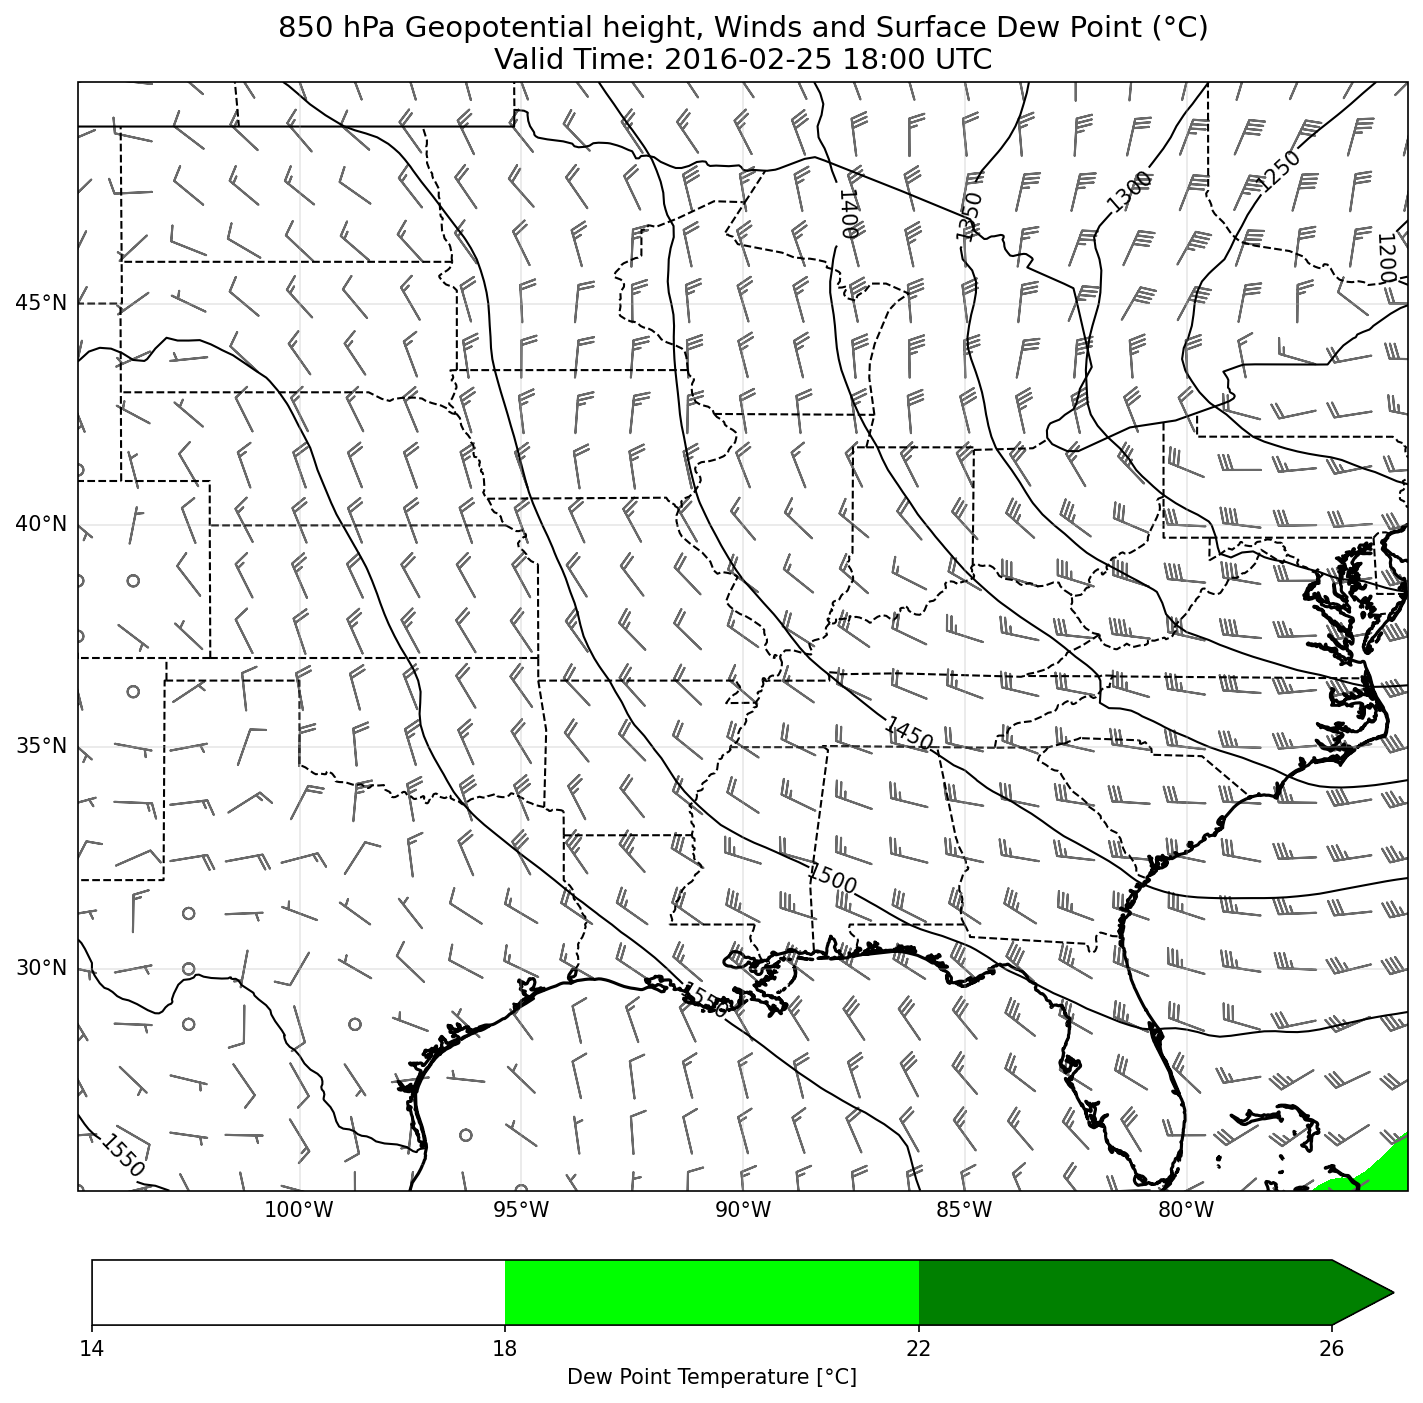 850 hPa Geopotential height, Winds and Surface Dew Point (°C)
Valid Time: 2016-02-25 18:00 UTC
1250
1300
1400
1350
1200
45°N
40°N
1450
35°N
1500
30°N
1550
1550
100°W
95°W
90°W
85°W
80°W
14
18
22
26
Dew Point Temperature [°C]